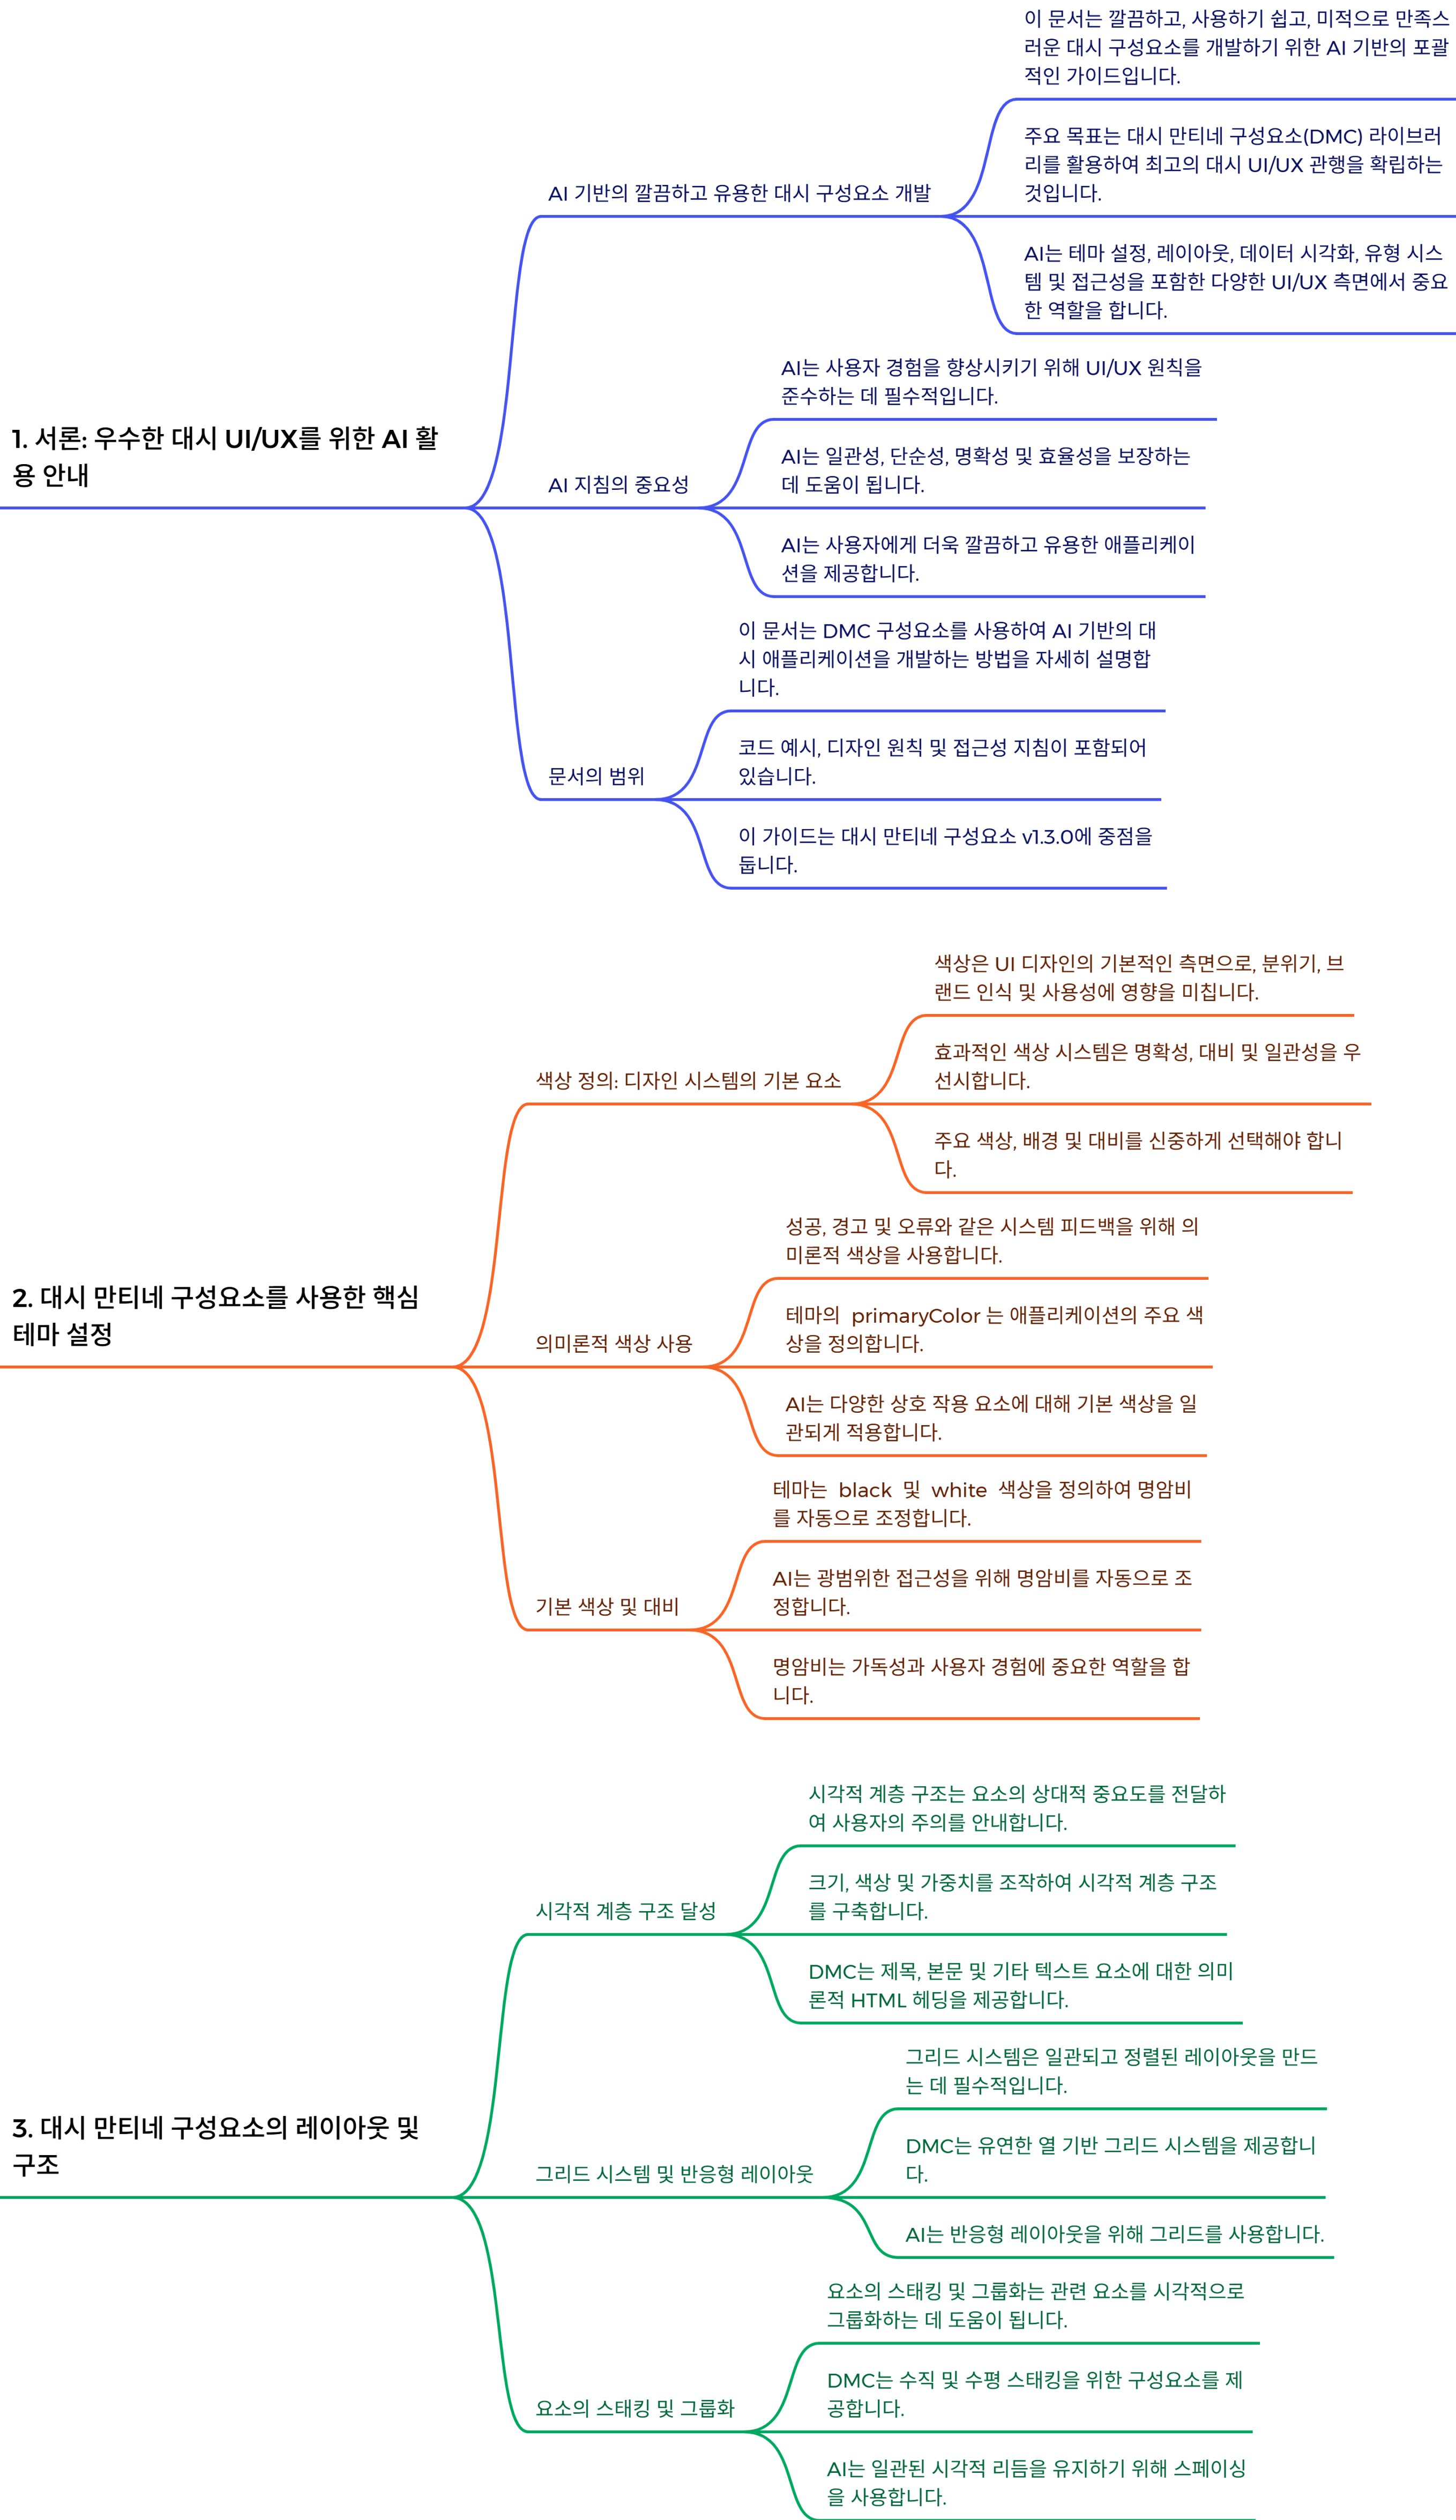 1. 서론: 우수한 대시 UI/UX를 위한 AI 활
용 안내
AI 기반의 깔끔하고 유용한 대시 구성요소 개발
이 문서는 깔끔하고, 사용하기 쉽고, 미적으로 만족스
러운 대시 구성요소를 개발하기 위한 AI 기반의 포괄
적인 가이드입니다.
주요 목표는 대시 만티네 구성요소(DMC) 라이브러
리를 활용하여 최고의 대시 UI/UX 관행을 확립하는
것입니다.
AI는 테마 설정, 레이아웃, 데이터 시각화, 유형 시스
템 및 접근성을 포함한 다양한 UI/UX 측면에서 중요
한 역할을 합니다.
AI 지침의 중요성
AI는 사용자 경험을 향상시키기 위해 UI/UX 원칙을
준수하는 데 필수적입니다.
AI는 일관성, 단순성, 명확성 및 효율성을 보장하는
데 도움이 됩니다.
AI는 사용자에게 더욱 깔끔하고 유용한 애플리케이
션을 제공합니다.
문서의 범위
이 문서는 DMC 구성요소를 사용하여 AI 기반의 대
시 애플리케이션을 개발하는 방법을 자세히 설명합
니다.
코드 예시, 디자인 원칙 및 접근성 지침이 포함되어
있습니다.
이 가이드는 대시 만티네 구성요소 v1.3.0에 중점을
둡니다.
2. 대시 만티네 구성요소를 사용한 핵심
테마 설정
색상 정의: 디자인 시스템의 기본 요소
색상은 UI 디자인의 기본적인 측면으로, 분위기, 브
랜드 인식 및 사용성에 영향을 미칩니다.
효과적인 색상 시스템은 명확성, 대비 및 일관성을 우
선시합니다.
주요 색상, 배경 및 대비를 신중하게 선택해야 합니
다.
의미론적 색상 사용
성공, 경고 및 오류와 같은 시스템 피드백을 위해 의
미론적 색상을 사용합니다.
테마의 primaryColor 는 애플리케이션의 주요 색
상을 정의합니다.
AI는 다양한 상호 작용 요소에 대해 기본 색상을 일
관되게 적용합니다.
기본 색상 및 대비
테마는 black 및 white 색상을 정의하여 명암비
를 자동으로 조정합니다.
AI는 광범위한 접근성을 위해 명암비를 자동으로 조
정합니다.
명암비는 가독성과 사용자 경험에 중요한 역할을 합
니다.
3. 대시 만티네 구성요소의 레이아웃 및
구조
시각적 계층 구조 달성
시각적 계층 구조는 요소의 상대적 중요도를 전달하
여 사용자의 주의를 안내합니다.
크기, 색상 및 가중치를 조작하여 시각적 계층 구조
를 구축합니다.
DMC는 제목, 본문 및 기타 텍스트 요소에 대한 의미
론적 HTML 헤딩을 제공합니다.
그리드 시스템 및 반응형 레이아웃
그리드 시스템은 일관되고 정렬된 레이아웃을 만드
는 데 필수적입니다.
DMC는 유연한 열 기반 그리드 시스템을 제공합니
다.
AI는 반응형 레이아웃을 위해 그리드를 사용합니다.
요소의 스태킹 및 그룹화
요소의 스태킹 및 그룹화는 관련 요소를 시각적으로
그룹화하는 데 도움이 됩니다.
DMC는 수직 및 수평 스태킹을 위한 구성요소를 제
공합니다.
AI는 일관된 시각적 리듬을 유지하기 위해 스페이싱
을 사용합니다.